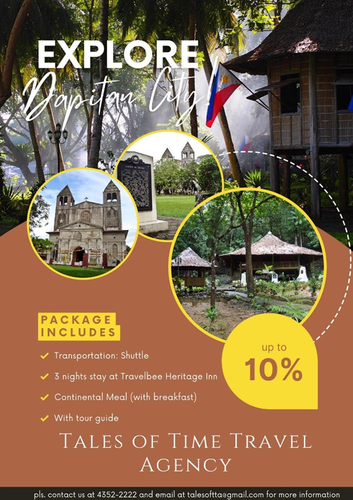 EXPLORE
Dapitan City!
PACKAGE
INCLUDES
Transportation: Shuttle
3 nights stay at Travelbee Heritage Inn
Continental Meal (with breakfast)
With tour guide
up to
10%
Tales of Time Travel
Agency
pls. contact us at 4352-2222 and email at talesoftta@gmail.com for more information